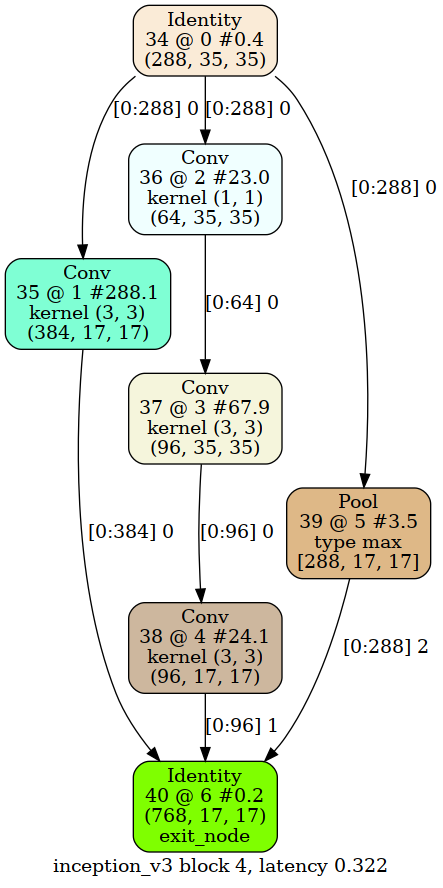 Identity
34 @ 0 #0.4
(288, 35, 35)
[0:288] 0
[0:288] 0
Conv
36 @ 2 #23.0
kernel (1, 1)
(64, 35, 35)
[0:288] 0
Conv
35 @ 1 #288.1
kernel (3, 3)
(384, 17, 17)
[0:64] 0
Conv
37 @ 3 #67.9
kernel (3, 3)
(96, 35, 35)
Pool
39 @ 5 #3.5
type max
[288, 17, 17]
[0:384] 0
[0:96] 0
Conv
38 @ 4 #24.1
kernel (3, 3)
(96, 17, 17)
[0:288] 2
[0:96] 1
Identity
40 @ 6 #0.2
(768, 17, 17)
exit_node
inception_v3 block 4, latency 0.322